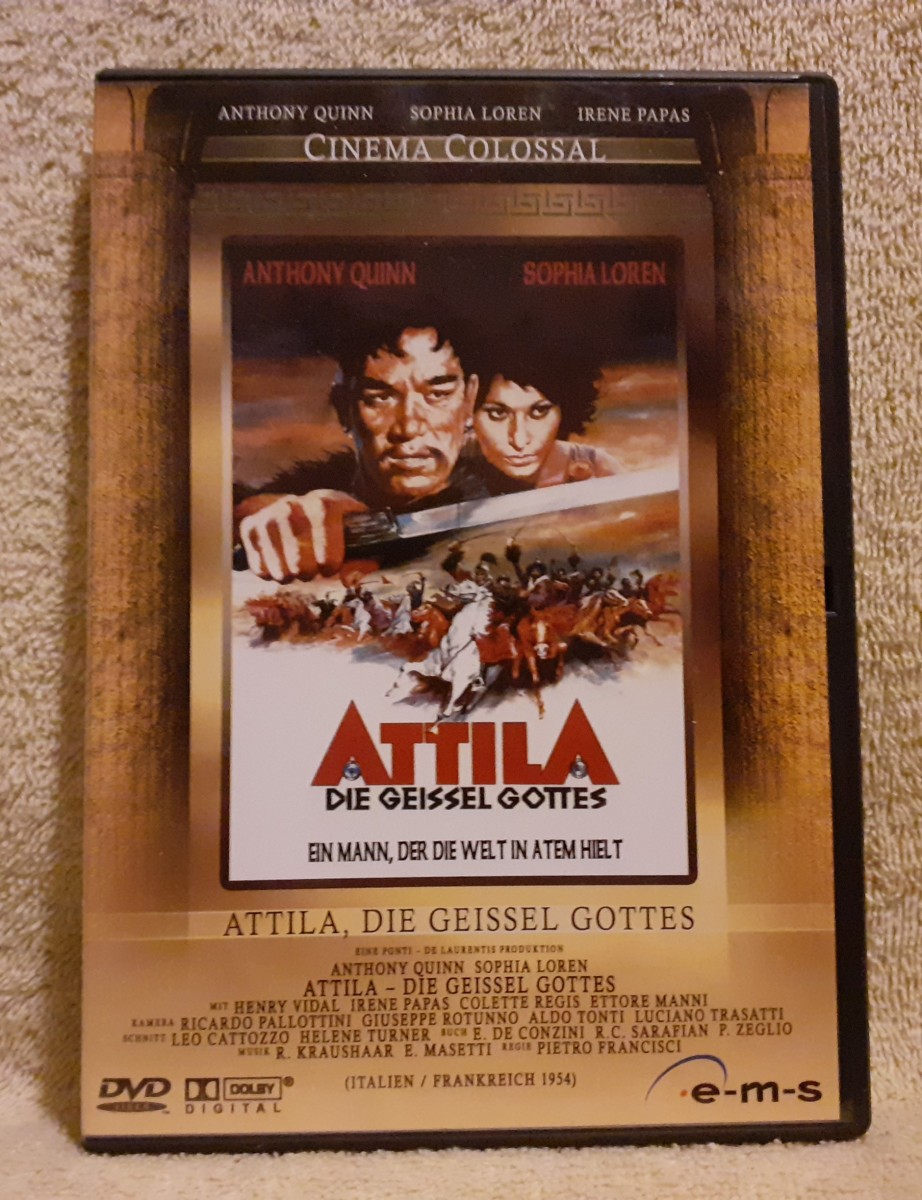 ANTHONY QUINN SOPHIA LOREN IRENE PAPAS
CINEMA COLOSSAL
ANTHONY QUINN SOPHIA LOREN
ATTILA
DIE GEISSEL GOTTES
EIN MANN, DER DIE WELT IN ATEM HIELT
ATTILA, DIE GEISSEL GOTTES
EINE PONTI - DE LAURENTIS PRODUKTION
ANTHONY QUINN SOPHIA LOREN
ATTILA – DIE GEISSEL GOTTES
MIT HENRY VIDAL IRENE PAPAS COLETTE REGIS ETTORE MANNI
KAMERA RICARDO PALLOTTINI GIUSEPPE ROTUNNO ALDO TONTI LUCIANO TRASATTI
SCHNITT LEO CATTOZZO HELENE TURNER BUCH E. DE CONZINI R.C. SARAFIAN P. ZEGLIO
MUSIK R. KRAUSHAAR E. MASETTI REGIE PIETRO FRANCISCI
(ITALIEN / FRANKREICH 1954)
DVD VIDEO™
DOLBY®
DIGITAL
e-m-s